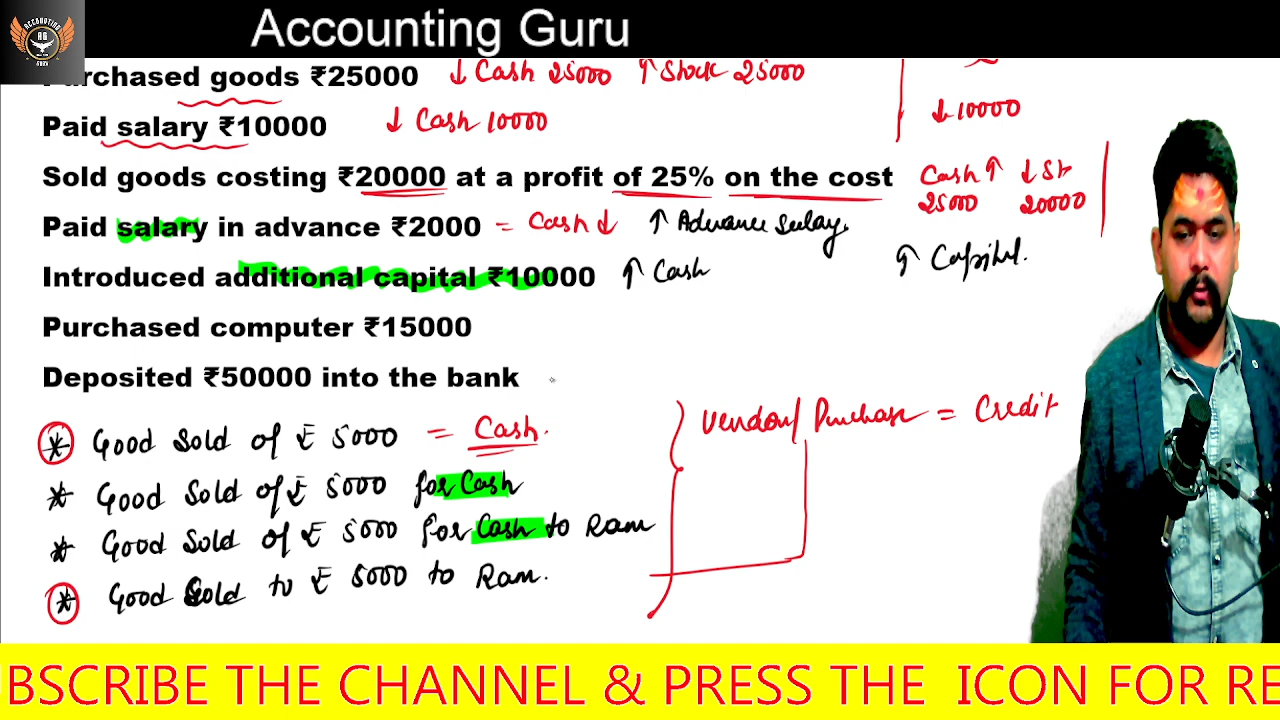 ACCOUNTING
AG
GURU
Accounting Guru
urchased goods ₹25000 ↓ Cash 25000 ↑ Stock 25000
Paid salary ₹10000 ↓ Cash 10000 ↓10000
Sold goods costing ₹20000 at a profit of 25% on the cost Cash ↑ ↓ St
25000 20000
Paid salary in advance ₹2000 = Cash ↓ ↑ Advance Salary.
Introduced additional capital ₹10000 ↑ Cash ↑ Capital.
Purchased computer ₹15000
Deposited ₹50000 into the bank
* Good Sold of ₹ 5000 = Cash. Vendor/ Purchase = Credit
* Good Sold of ₹ 5000 for Cash
* Good Sold of ₹ 5000 for Cash to Ram
* Good Sold to ₹ 5000 to Ram.
BSCRIBE THE CHANNEL & PRESS THE ICON FOR RE